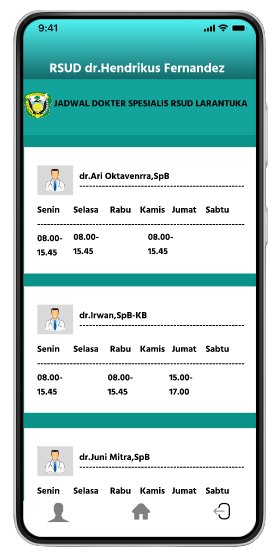 9:41
RSUD dr.Hendrikus Fernandez
JADWAL DOKTER SPESIALIS RSUD LARANTUKA
dr.Ari Oktavenrra,SpB
Senin Selasa Rabu Kamis Jumat Sabtu
08.00- 08.00- 08.00-
15.45 15.45 15.45
dr.Irwan,SpB-KB
Senin Selasa Rabu Kamis Jumat Sabtu
08.00- 08.00- 15.00-
15.45 15.45 17.00
dr.Juni Mitra,SpB
Senin Selasa Rabu Kamis Jumat Sabtu